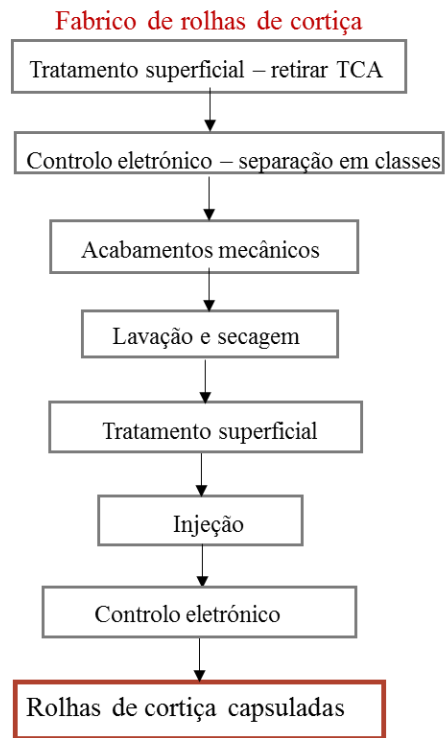 Fabrico de rolhas de cortiça
Tratamento superficial – retirar TCA
Controlo eletrónico – separação em classes
Acabamentos mecânicos
Lavação e secagem
Tratamento superficial
Injeção
Controlo eletrónico
Rolhas de cortiça capsuladas